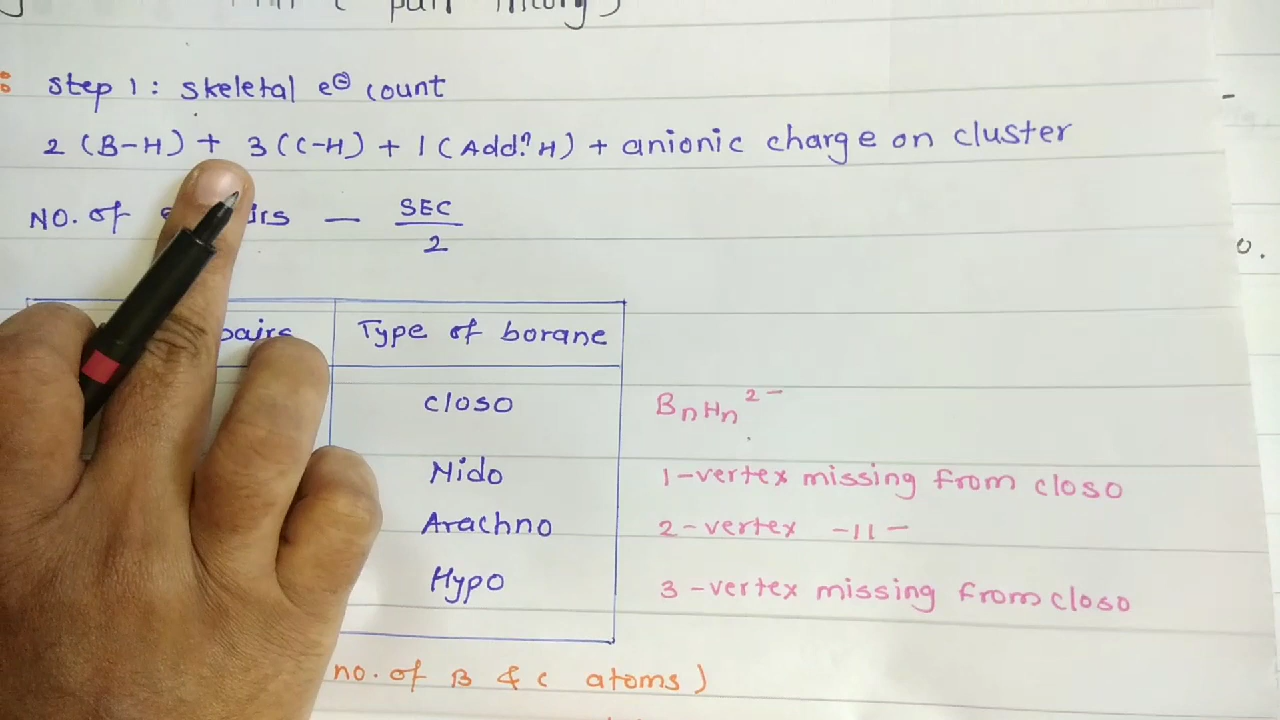 Step 1 : skeletal e⊖ count
2 (B-H) + 3 (C-H) + 1 (Addⁿ H) + anionic charge on cluster
NO. of — SEC/2
pairs Type of borane
closo BnHn²⁻
Nido 1-vertex missing from closo
Arachno 2-vertex -11-
Hypo 3-vertex missing from closo
no. of B & C atoms)